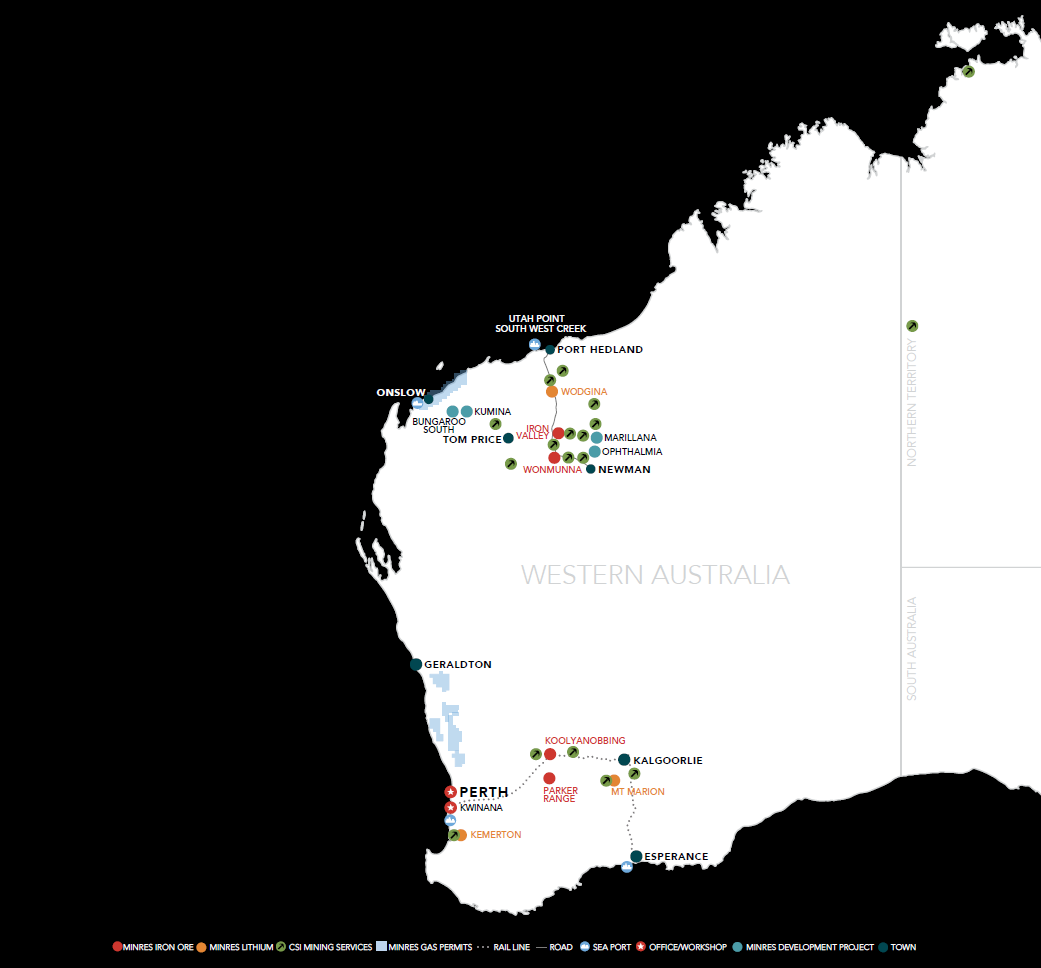 UTAH POINT
SOUTH WEST CREEK
PORT HEDLAND
WODGINA
ONSLOW
KUMINA
BUNGAROO
SOUTH
IRON
VALLEY
MARILLANA
TOM PRICE
OPHTHALMIA
WONMUNNA
NEWMAN
NORTHERN TERRITORY
WESTERN AUSTRALIA
SOUTH AUSTRALIA
GERALDTON
KOOLYANOBBING
KALGOORLIE
PERTH
PARKER
RANGE
MT MARION
KWINANA
KEMERTON
ESPERANCE
MINRES IRON ORE MINRES LITHIUM CSI MINING SERVICES MINRES GAS PERMITS RAIL LINE ROAD SEA PORT OFFICE/WORKSHOP MINRES DEVELOPMENT PROJECT TOWN